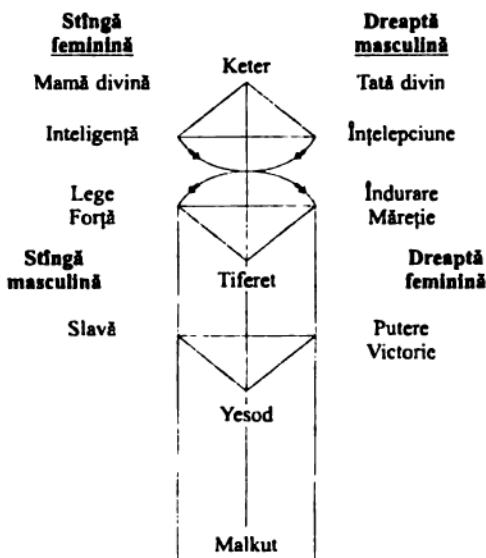 Stîngă
feminină
Dreaptă
masculină
Keter
Mamă divină
Tată divin
Inteligență
Înțelepciune
Lege
Forță
Îndurare
Măreție
Stîngă
masculină
Tiferet
Dreaptă
feminină
Slavă
Putere
Victorie
Yesod
Malkut